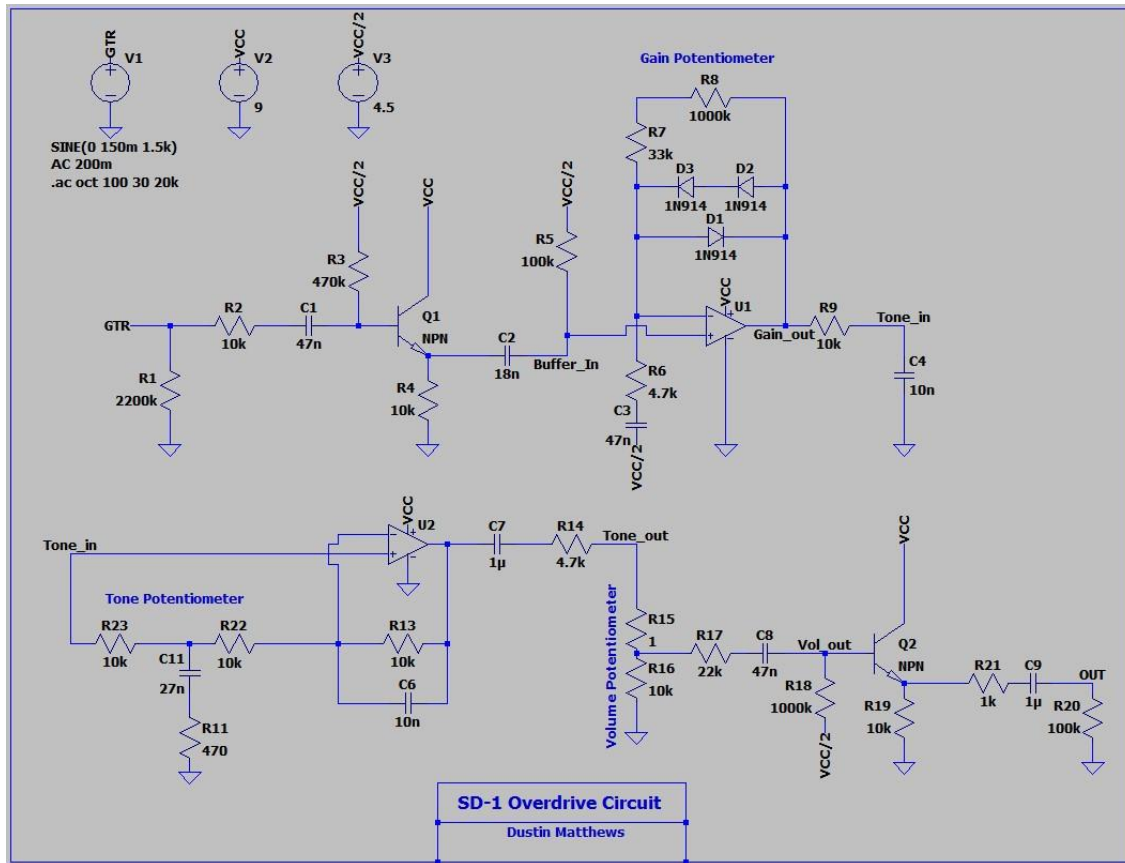 GTR
V1
SINE(0 150m 1.5k)
AC 200m
.ac oct 100 30 20k
VCC
V2
9
VCC/2
V3
4.5
Gain Potentiometer
R8
1000k
R7
33k
D3
1N914
D2
1N914
D1
1N914
VCC/2
R3
470k
VCC
VCC/2
R5
100k
GTR
R2
10k
C1
47n
Q1
NPN
R1
2200k
R4
10k
C2
18n
Buffer_In
VCC
U1
Gain_out
R9
10k
Tone_in
C4
10n
R6
4.7k
C3
47n
VCC/2
Tone_in
VCC
U2
C7
1µ
R14
4.7k
Tone_out
Tone Potentiometer
R23
10k
R22
10k
C11
27n
R11
470
R13
10k
C6
10n
Volume Potentiometer
R15
1
R16
10k
R17
22k
C8
47n
Vol_out
R18
1000k
VCC/2
VCC
Q2
NPN
R19
10k
R21
1k
C9
1µ
OUT
R20
100k
SD-1 Overdrive Circuit
Dustin Matthews